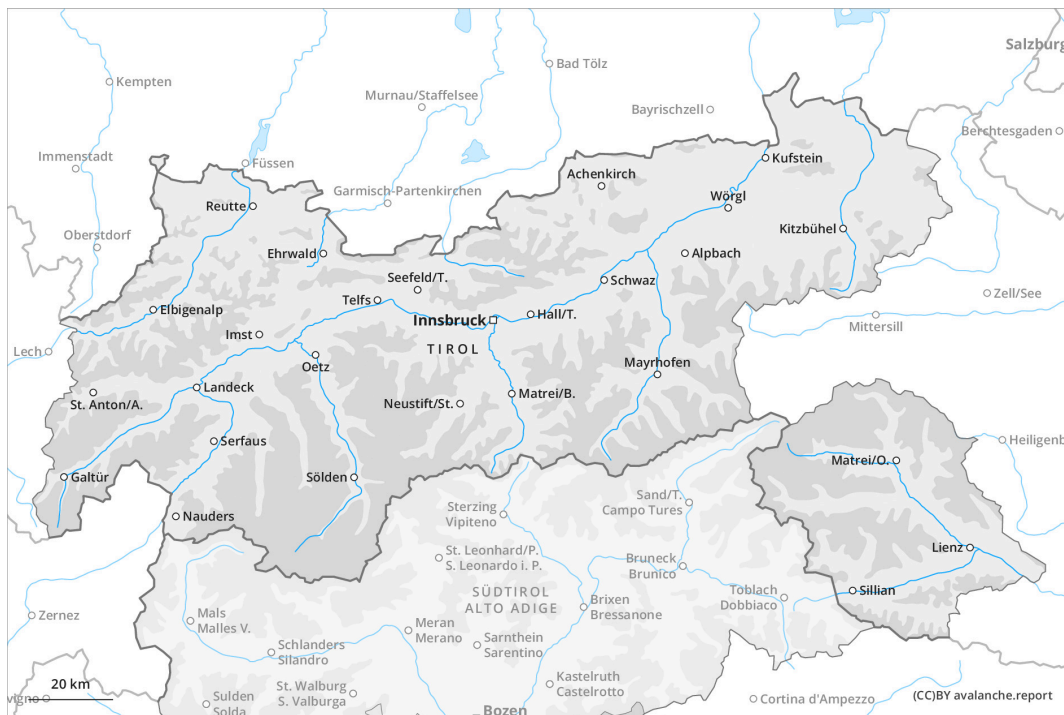 Salzburg
Kempten
Bad Tölz
Murnau/Staffelsee
Bayrischzell
Berchtesgaden
Immenstadt
Füssen
Kufstein
Achenkirch
Garmisch-Partenkirchen
Reutte
Wörgl
Oberstdorf
Kitzbühel
Ehrwald
Alpbach
Seefeld/T.
Schwaz
Zell/See
Telfs
Elbigenalp
Innsbruck
Hall/T.
Mittersill
Imst
TIROL
Lech
Oetz
Mayrhofen
Landeck
Matrei/B.
St. Anton/A.
Neustift/St.
Serfaus
Heiligenb
Matrei/O.
Galtür
Sölden
Sand/T.
Campo Tures
Sterzing
Vipiteno
Nauders
Lienz
St. Leonhard/P.
S. Leonardo i. P.
Bruneck
Brunico
SÜDTIROL
ALTO ADIGE
Toblach
Dobbiaco
Sillian
Brixen
Bressanone
Zernez
Mals
Malles V.
Meran
Merano
Sarnthein
Sarentino
Schlanders
Silandro
Kastelruth
Castelrotto
20 km
St. Walburg
S. Valburga
vigno
Sulden
Solda
Cortina d'Ampezzo
(CC)BY avalanche.report
Bozen